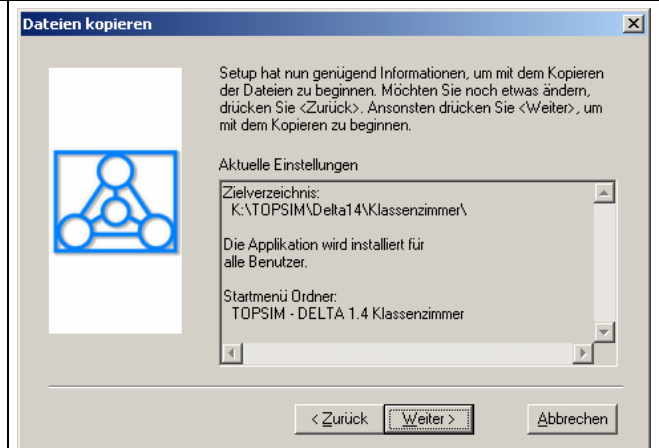 Dateien kopieren
Setup hat nun genügend Informationen, um mit dem Kopieren
der Dateien zu beginnen. Möchten Sie noch etwas ändern,
drücken Sie <Zurück>. Ansonsten drücken Sie <Weiter>, um
mit dem Kopieren zu beginnen.
Aktuelle Einstellungen
Zielverzeichnis:
K:\TOPSIM\Delta14\Klassenzimmer\
Die Applikation wird installiert für
alle Benutzer.
Startmenü Ordner:
TOPSIM - DELTA 1.4 Klassenzimmer
< Zurück Weiter > Abbrechen